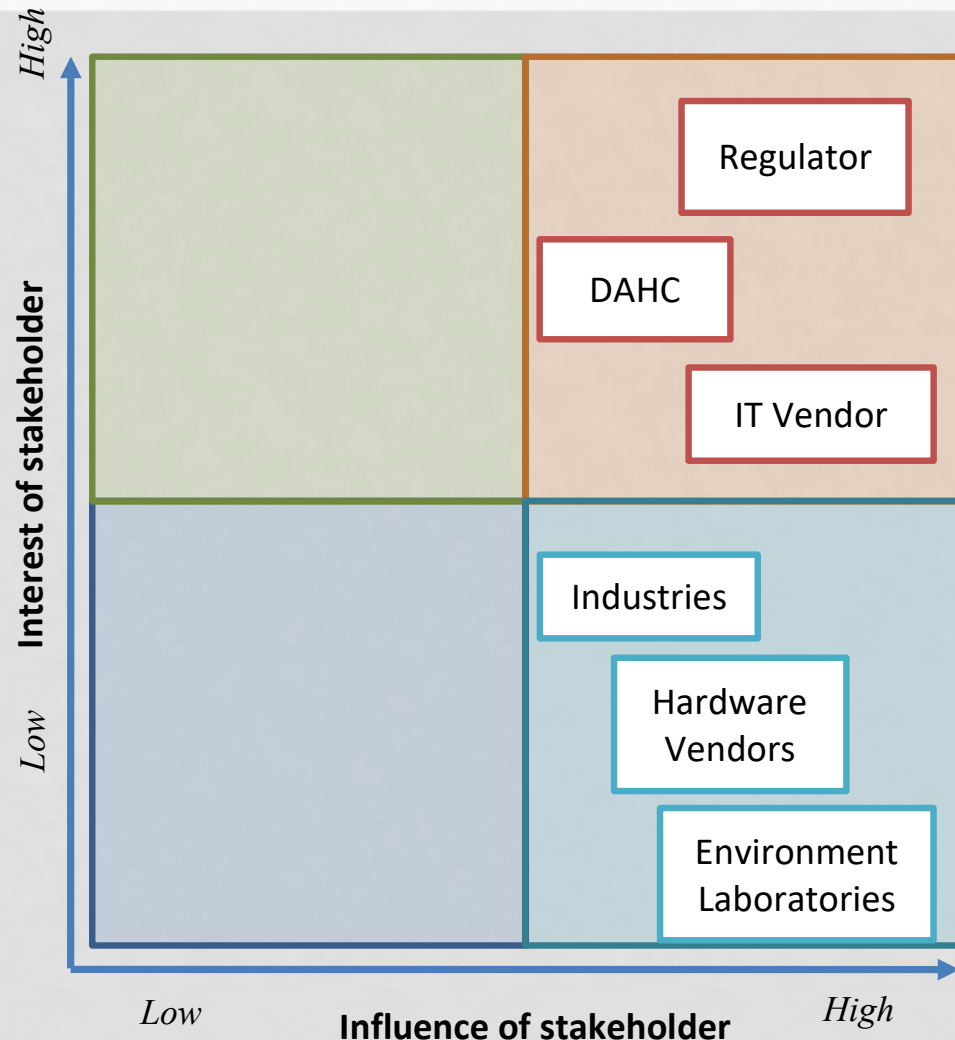 High
Regulator
DAHC
IT Vendor
Interest of stakeholder
Industries
Hardware
Vendors
Low
Environment
Laboratories
Low
High
Influence of stakeholder